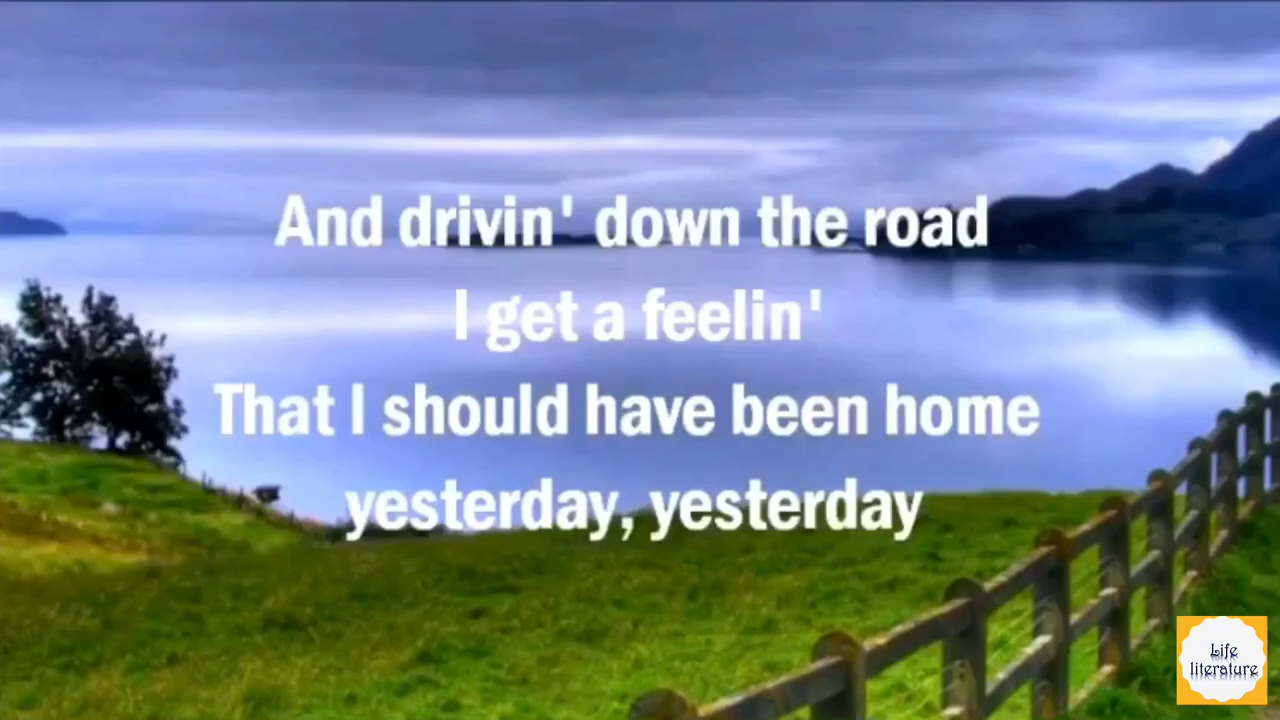 And drivin' down the road
I get a feelin'
That I should have been home
yesterday, yesterday
Life
literature